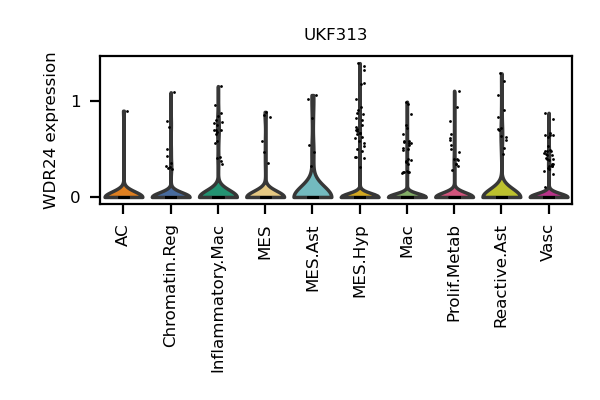 UKF313
WDR24 expression
1
0
AC
Chromatin.Reg
Inflammatory.Mac
MES
MES.Ast
MES.Hyp
Mac
Prolif.Metab
Reactive.Ast
Vasc